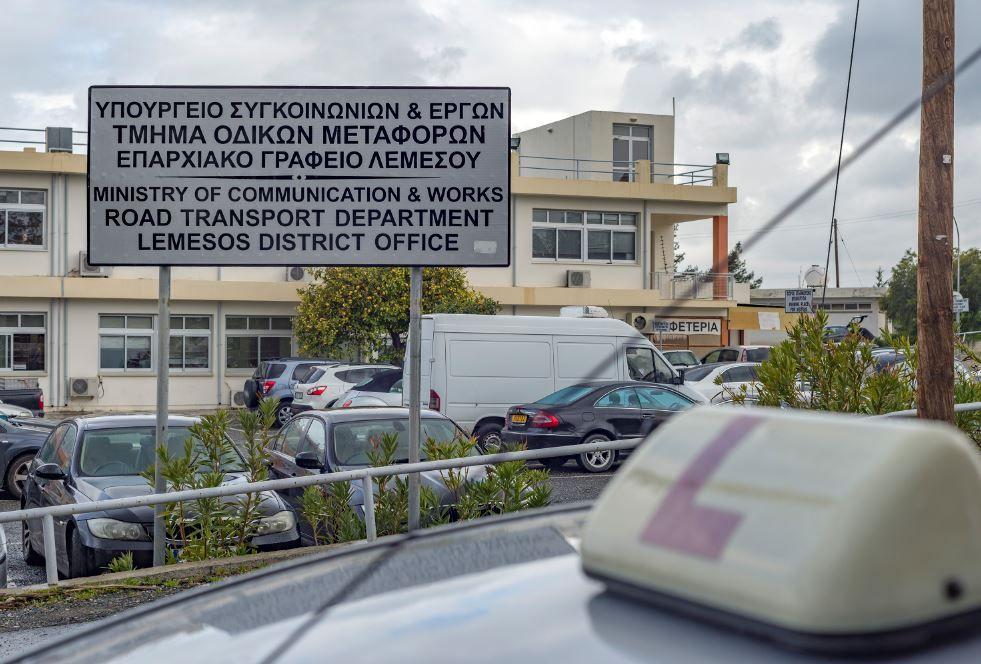 ΥΠΟΥΡΓΕΙΟ ΣΥΓΚΟΙΝΩΝΙΩΝ & ΕΡΓΩΝ
ΤΜΗΜΑ ΟΔΙΚΩΝ ΜΕΤΑΦΟΡΩΝ
ΕΠΑΡΧΙΑΚΟ ΓΡΑΦΕΙΟ ΛΕΜΕΣΟΥ
MINISTRY OF COMMUNICATION & WORKS
ROAD TRANSPORT DEPARTMENT
LEMESOS DISTRICT OFFICE
ΦΕΤΕΡΙΑ
L